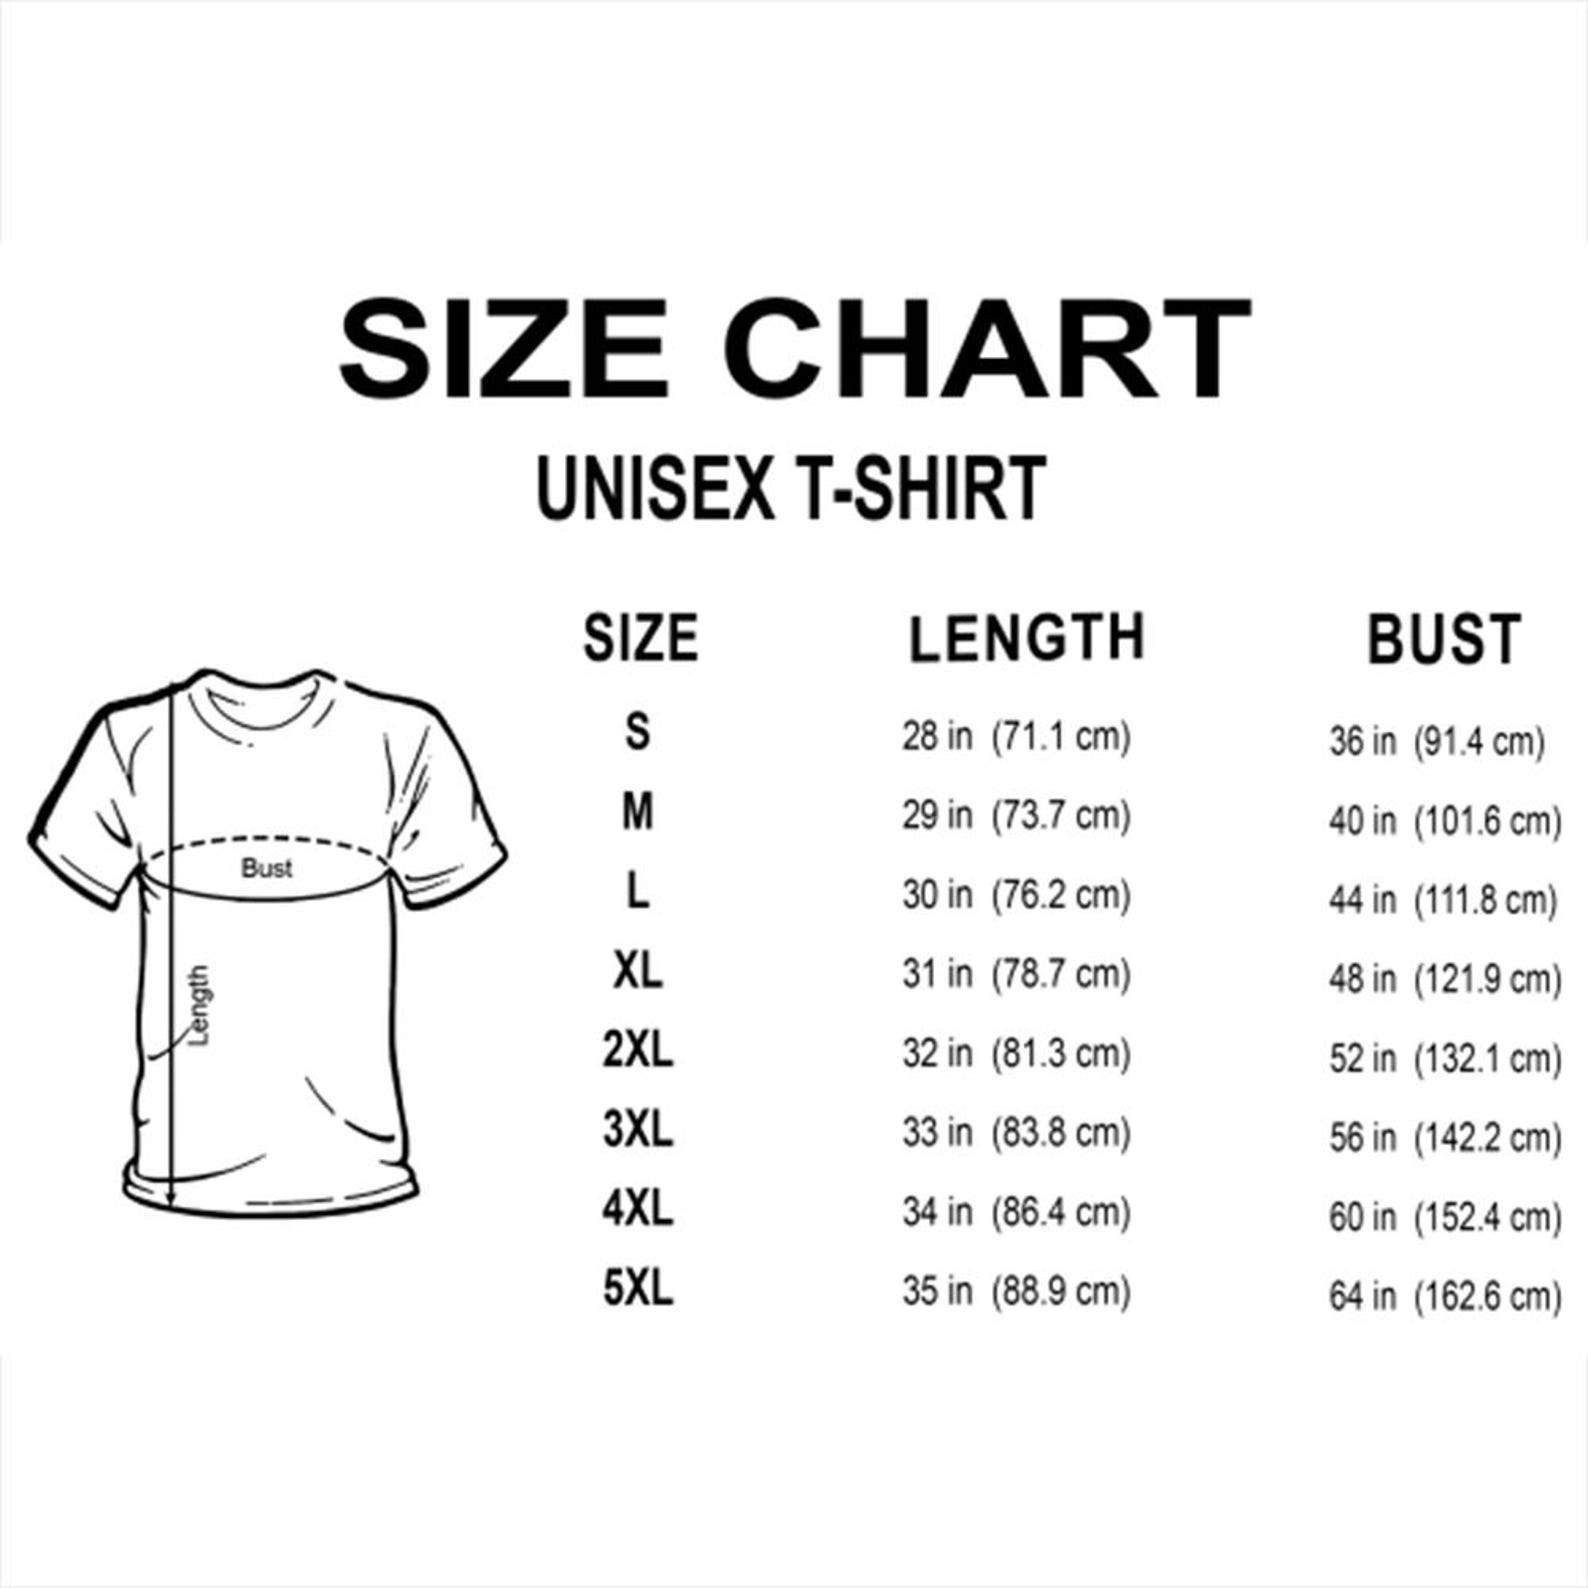 SIZE CHART
UNISEX T-SHIRT
SIZE LENGTH BUST
S 28 in (71.1 cm) 36 in (91.4 cm)
M 29 in (73.7 cm) 40 in (101.6 cm)
L 30 in (76.2 cm) 44 in (111.8 cm)
XL 31 in (78.7 cm) 48 in (121.9 cm)
2XL 32 in (81.3 cm) 52 in (132.1 cm)
3XL 33 in (83.8 cm) 56 in (142.2 cm)
4XL 34 in (86.4 cm) 60 in (152.4 cm)
5XL 35 in (88.9 cm) 64 in (162.6 cm)
Bust
Length